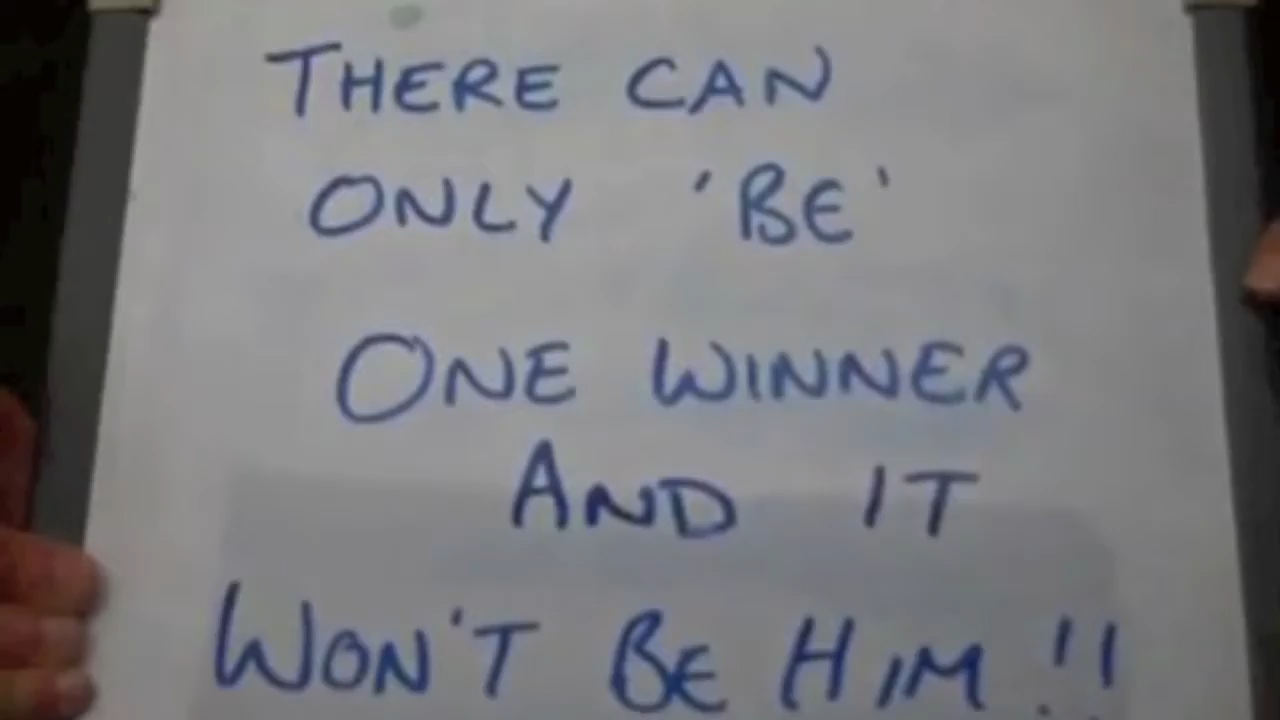 THERE CAN
ONLY 'BE'
ONE WINNER
AND IT
WON'T BE HIM!!